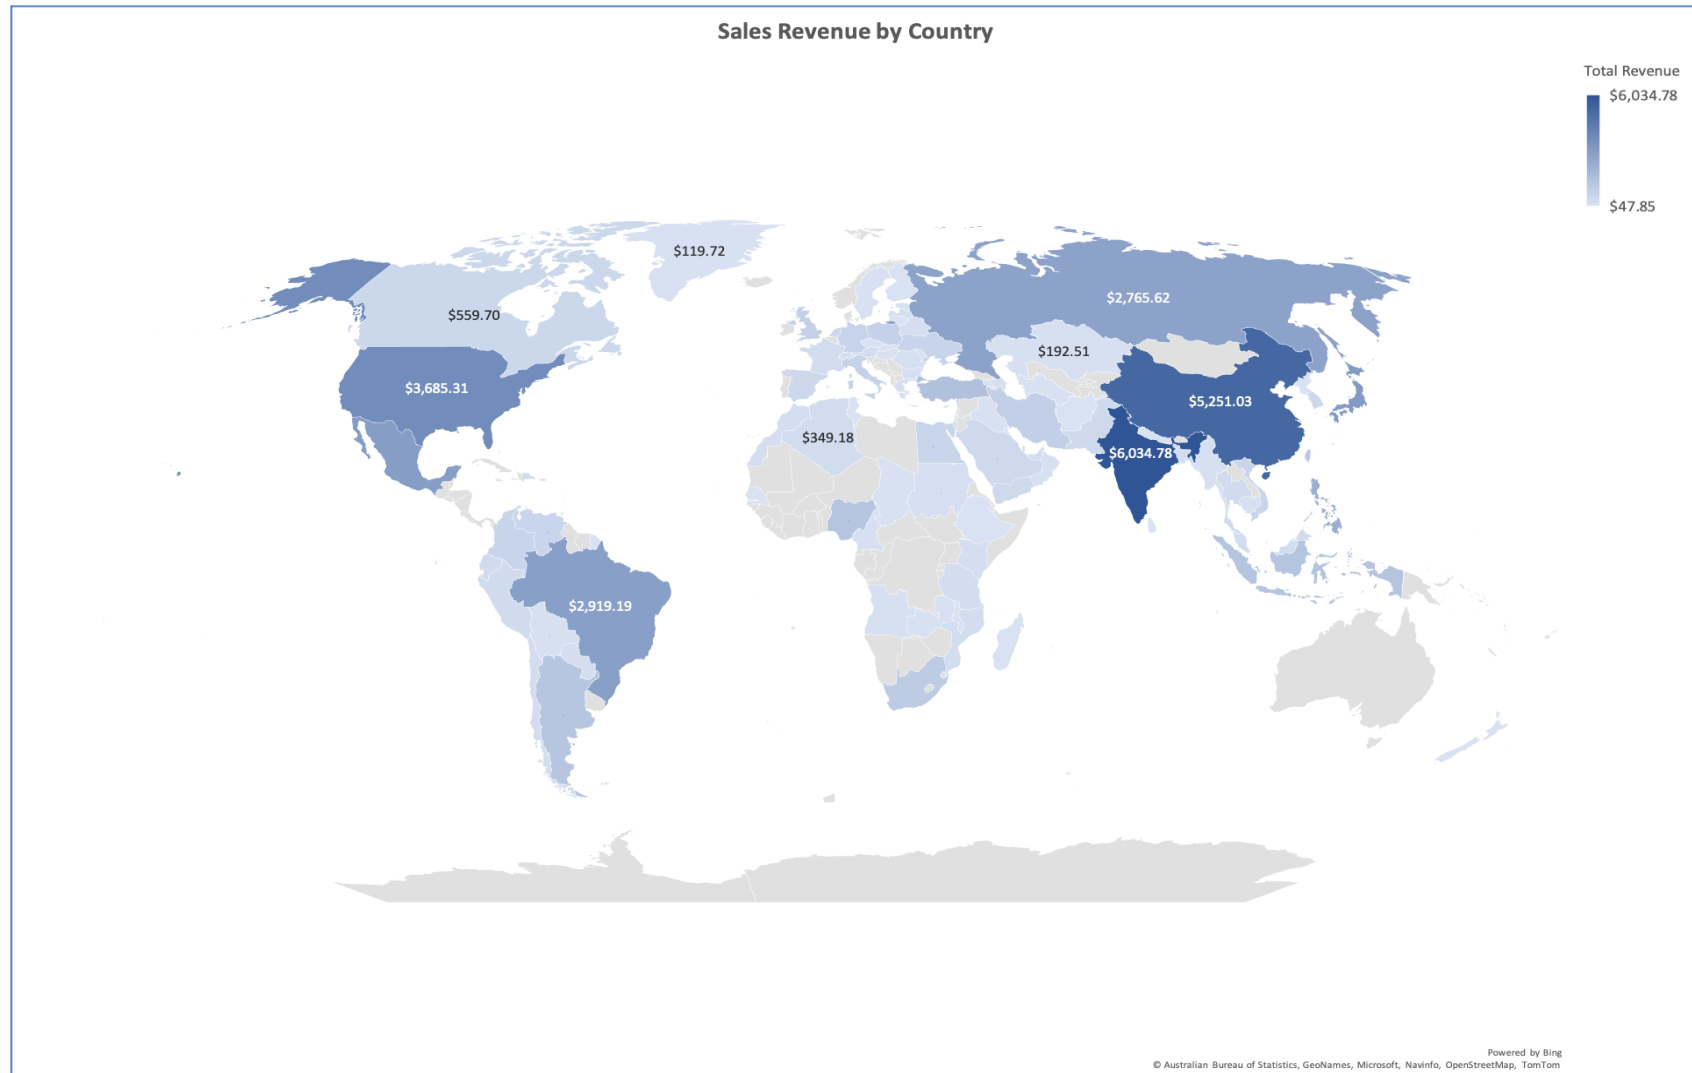 Sales Revenue by Country
Total Revenue
$6,034.78
$47.85
$119.72
$2,765.62
$559.70
$192.51
$3,685.31
$5,251.03
$349.18
$6,034.78
$2,919.19
Powered by Bing
© Australian Bureau of Statistics, GeoNames, Microsoft, Navinfo, OpenStreetMap, TomTom